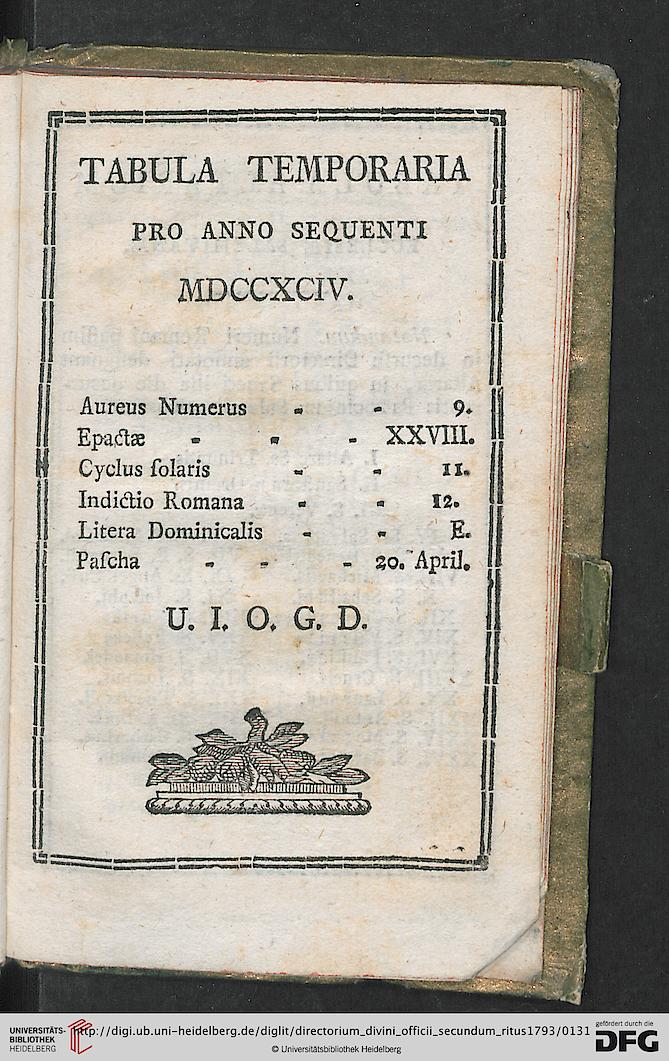 TABULA TEMPORARIA
PRO ANNO SEQUENTI
MDCCXCIV.
Aureus Numerus - - 9.
Epactæ - - - XXVIII.
Cyclus ſolaris - - 11.
Indictio Romana - - 12.
Litera Dominicalis - - E.
Paſcha - - - 20. April.
U. I. O. G. D.
UNIVERSITÄTS-
BIBLIOTHEK
HEIDELBERG
http://digi.ub.uni-heidelberg.de/diglit/directorium_divini_officii_secundum_ritus1793/0131
© Universitätsbibliothek Heidelberg
gefördert durch die
DFG